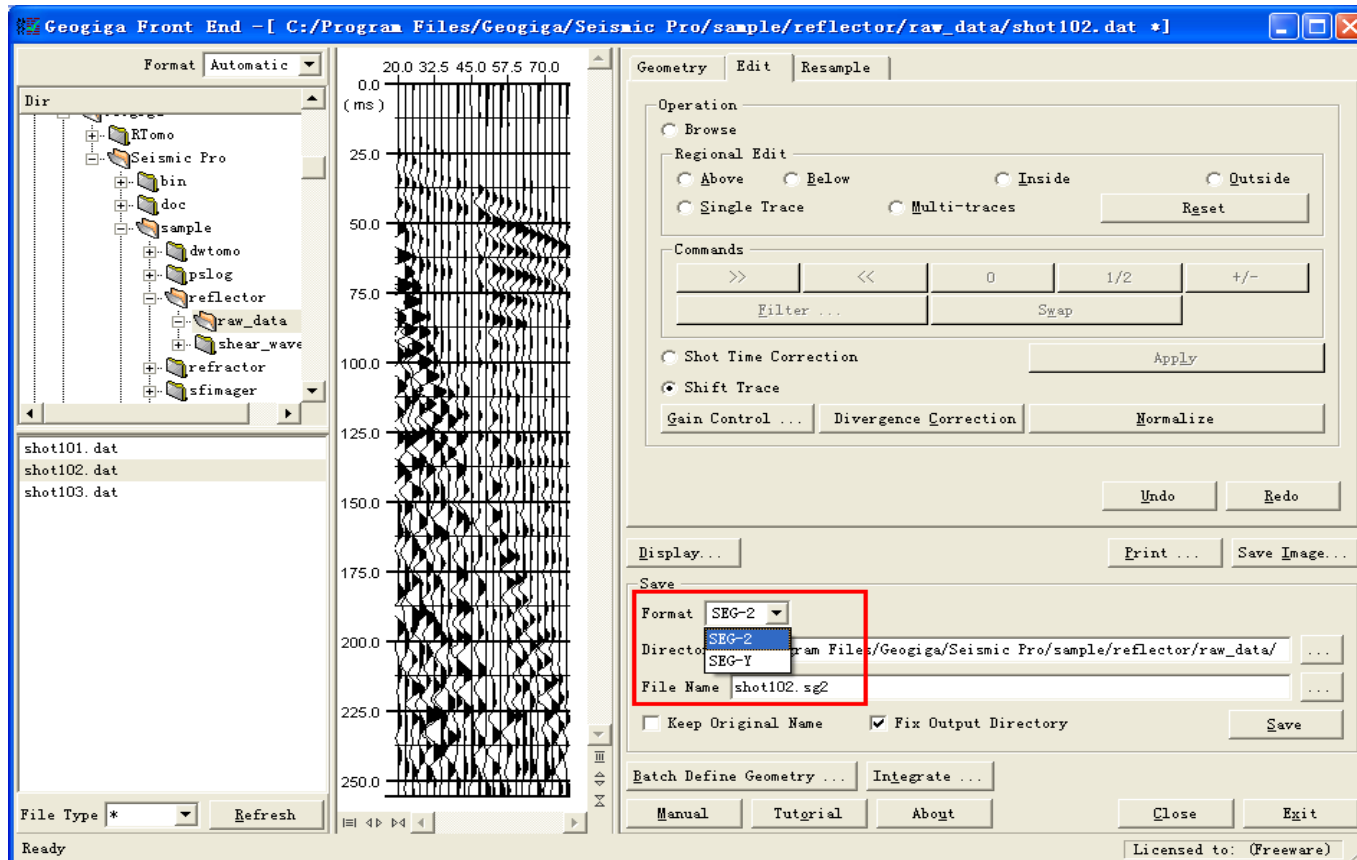 Geogiga Front End -[ C:/Program Files/Geogiga/Seismic Pro/sample/reflector/raw_data/shot102.dat *]
Format Automatic
Dir
RTomo
Seismic Pro
bin
doc
sample
dwtomo
pslog
reflector
raw_data
shear_wave
refractor
sfimager
shot101.dat
shot102.dat
shot103.dat
File Type *
Refresh
20.0 32.5 45.0 57.5 70.0
0.0
(ms)
25.0
50.0
75.0
100.0
125.0
150.0
175.0
200.0
225.0
250.0
Geometry Edit Resample
Operation
Browse
Regional Edit
Above Below Inside Outside
Single Trace Multi-traces Reset
Commands
>> << 0 1/2 +/-
Filter ... Swap
Shot Time Correction Apply
Shift Trace
Gain Control ... Divergence Correction Normalize
Undo Redo
Display... Print ... Save Image...
Save
Format SEG-2
SEG-2
SEG-Y
Director ram Files/Geogiga/Seismic Pro/sample/reflector/raw_data/ ...
File Name shot102.sg2 ...
Keep Original Name Fix Output Directory Save
Batch Define Geometry ... Integrate ...
Manual Tutorial About Close Exit
Ready Licensed to: (Freeware)